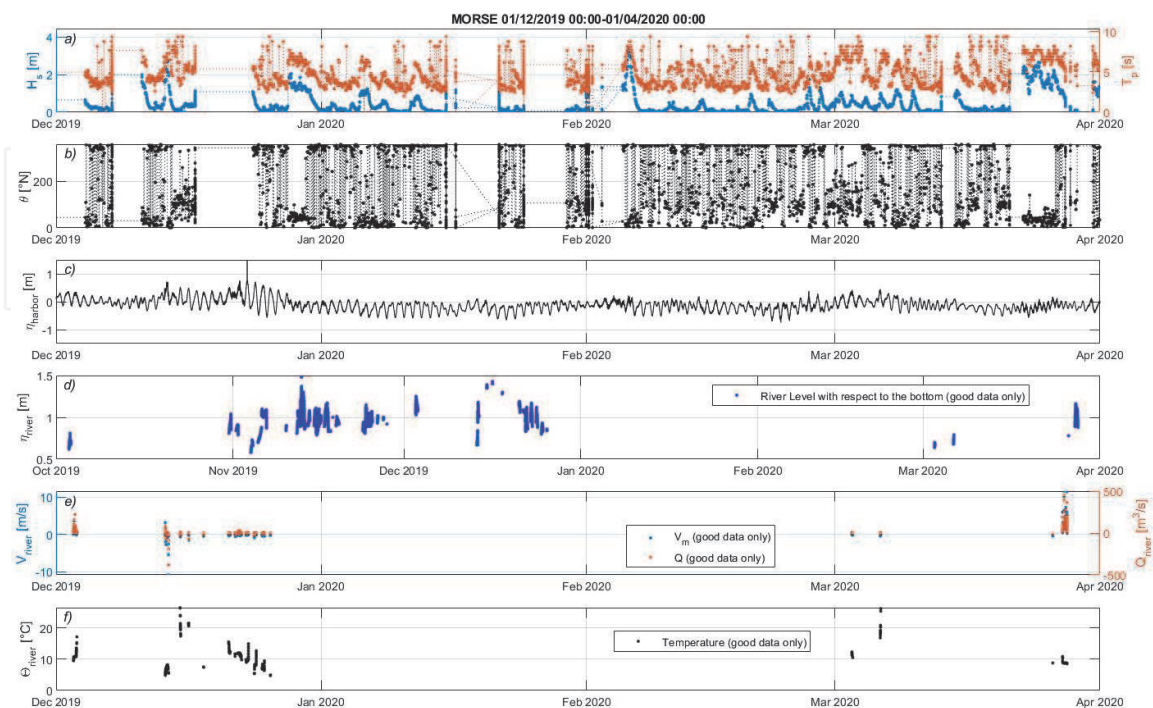 MORSE 01/12/2019 00:00-01/04/2020 00:00
a)
H_s [m]
4
2
0
T_p [s]
10
5
0
Dec 2019 Jan 2020 Feb 2020 Mar 2020 Apr 2020
b)
θ [°N]
200
0
Dec 2019 Jan 2020 Feb 2020 Mar 2020 Apr 2020
c)
η_harbor [m]
1
0
-1
Dec 2019 Jan 2020 Feb 2020 Mar 2020 Apr 2020
d)
η_river [m]
1.5
1
0.5
River Level with respect to the bottom (good data only)
Oct 2019 Nov 2019 Dec 2019 Jan 2020 Feb 2020 Mar 2020 Apr 2020
e)
V_river [m/s]
10
0
-10
V_m (good data only)
Q (good data only)
Q_river [m³/s]
500
0
-500
Dec 2019 Jan 2020 Feb 2020 Mar 2020 Apr 2020
f)
Θ_river [°C]
20
10
0
Temperature (good data only)
Dec 2019 Jan 2020 Feb 2020 Mar 2020 Apr 2020